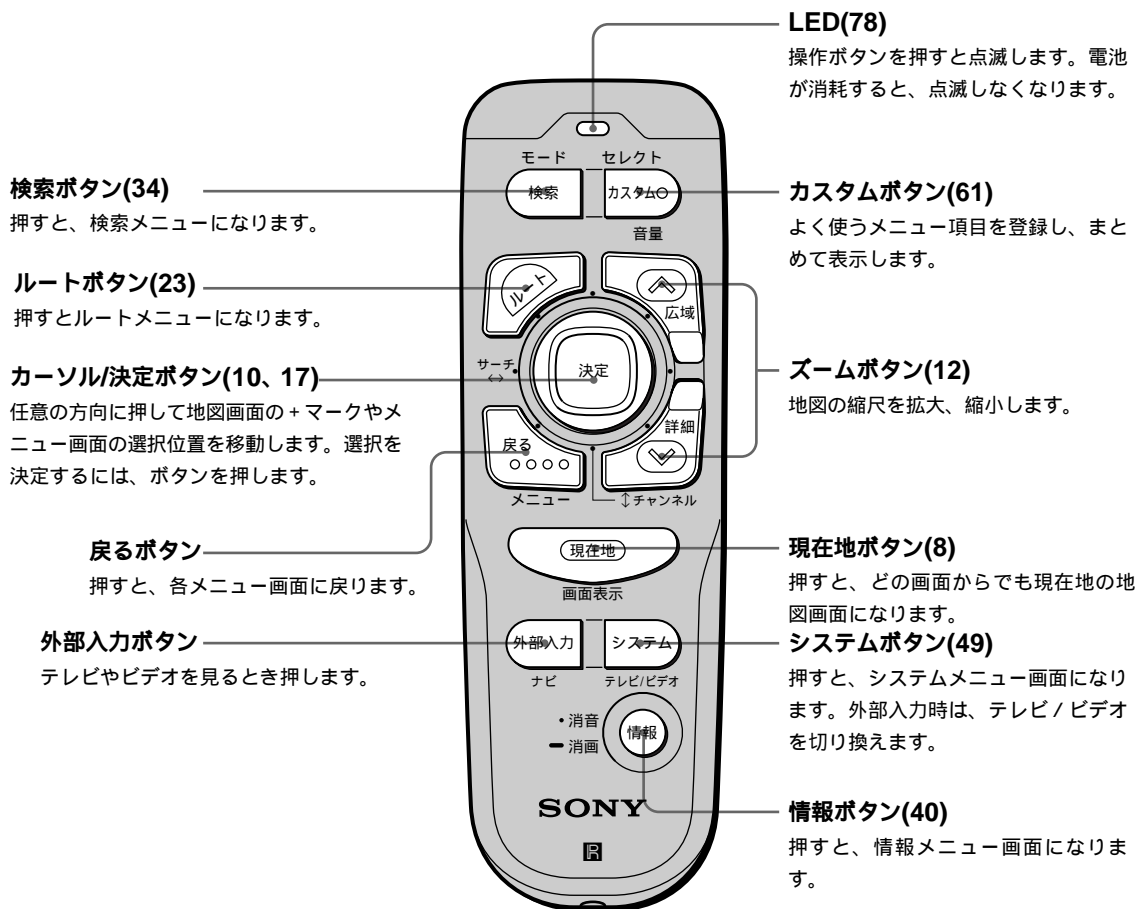 LED(78)
操作ボタンを押すと点滅します。電池
が消耗すると、点滅しなくなります。
検索ボタン(34)
押すと、検索メニューになります。
ルートボタン(23)
押すとルートメニューになります。
カーソル/決定ボタン(10、17)
任意の方向に押して地図画面の+マークやメ
ニュー画面の選択位置を移動します。選択を
決定するには、ボタンを押します。
戻るボタン
押すと、各メニュー画面に戻ります。
外部入力ボタン
テレビやビデオを見るとき押します。
モード
セレクト
検索
カスタム○
音量
ルート
広域
サーチ
↔
決定
戻る
詳細
メニュー
↕チャンネル
現在地
画面表示
外部入力
システム
ナビ
テレビ/ビデオ
•消音
情報
━消画
SONY
R
カスタムボタン(61)
よく使うメニュー項目を登録し、まと
めて表示します。
ズームボタン(12)
地図の縮尺を拡大、縮小します。
現在地ボタン(8)
押すと、どの画面からでも現在地の地
図画面になります。
システムボタン(49)
押すと、システムメニュー画面になり
ます。外部入力時は、テレビ / ビデオ
を切り換えます。
情報ボタン(40)
押すと、情報メニュー画面になりま
す。